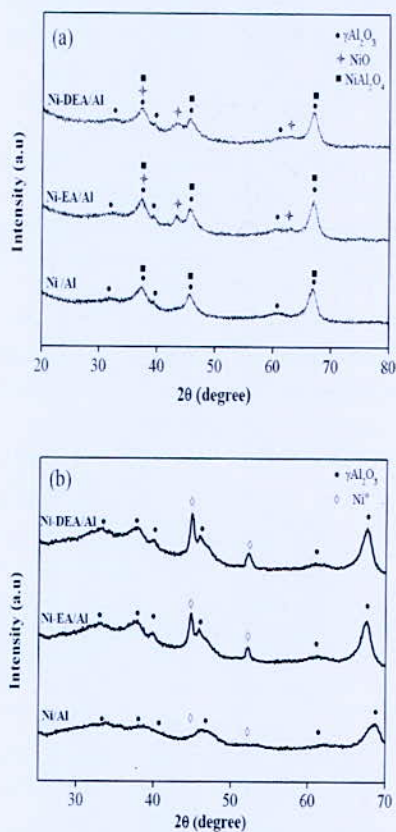 (a)
• γAl₂O₃
✦ NiO
■ NiAl₂O₄
Ni-DEA/Al
Ni-EA/Al
Ni /Al
Intensity (a.u)
20 30 40 50 60 70 80
2θ (degree)
(b)
• γAl₂O₃
◊ Ni°
Ni-DEA/Al
Ni-EA/Al
Ni/Al
Intensity (a.u)
30 40 50 60 70
2θ (degree)